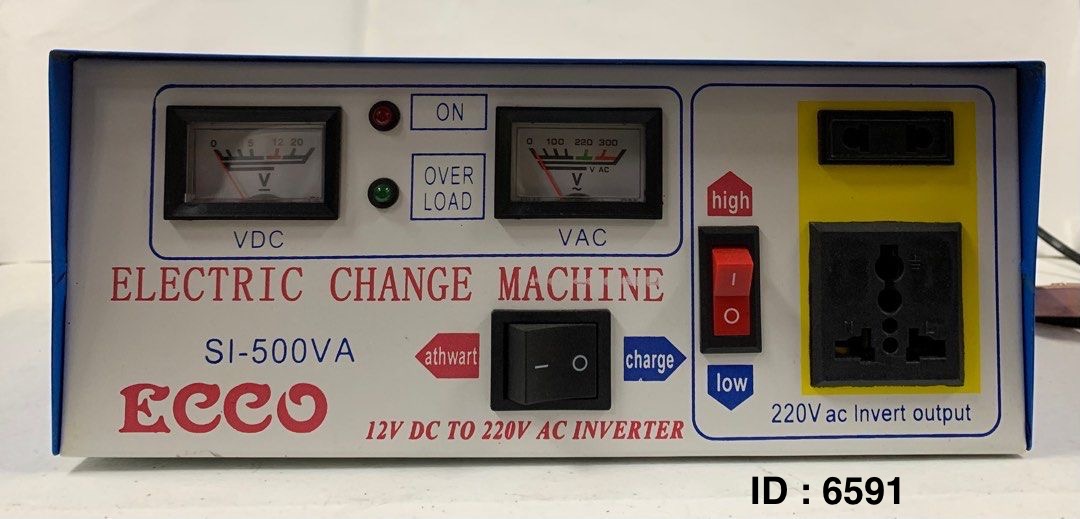 0 5 12 20
V
VDC
ON
OVER
LOAD
0 100 220 300
V AC
V
~
VAC
high
I
O
low
ELECTRIC CHANGE MACHINE
SI-500VA
athwart
I O
charge
ECCO
12V DC TO 220V AC INVERTER
220V ac Invert output
ID : 6591